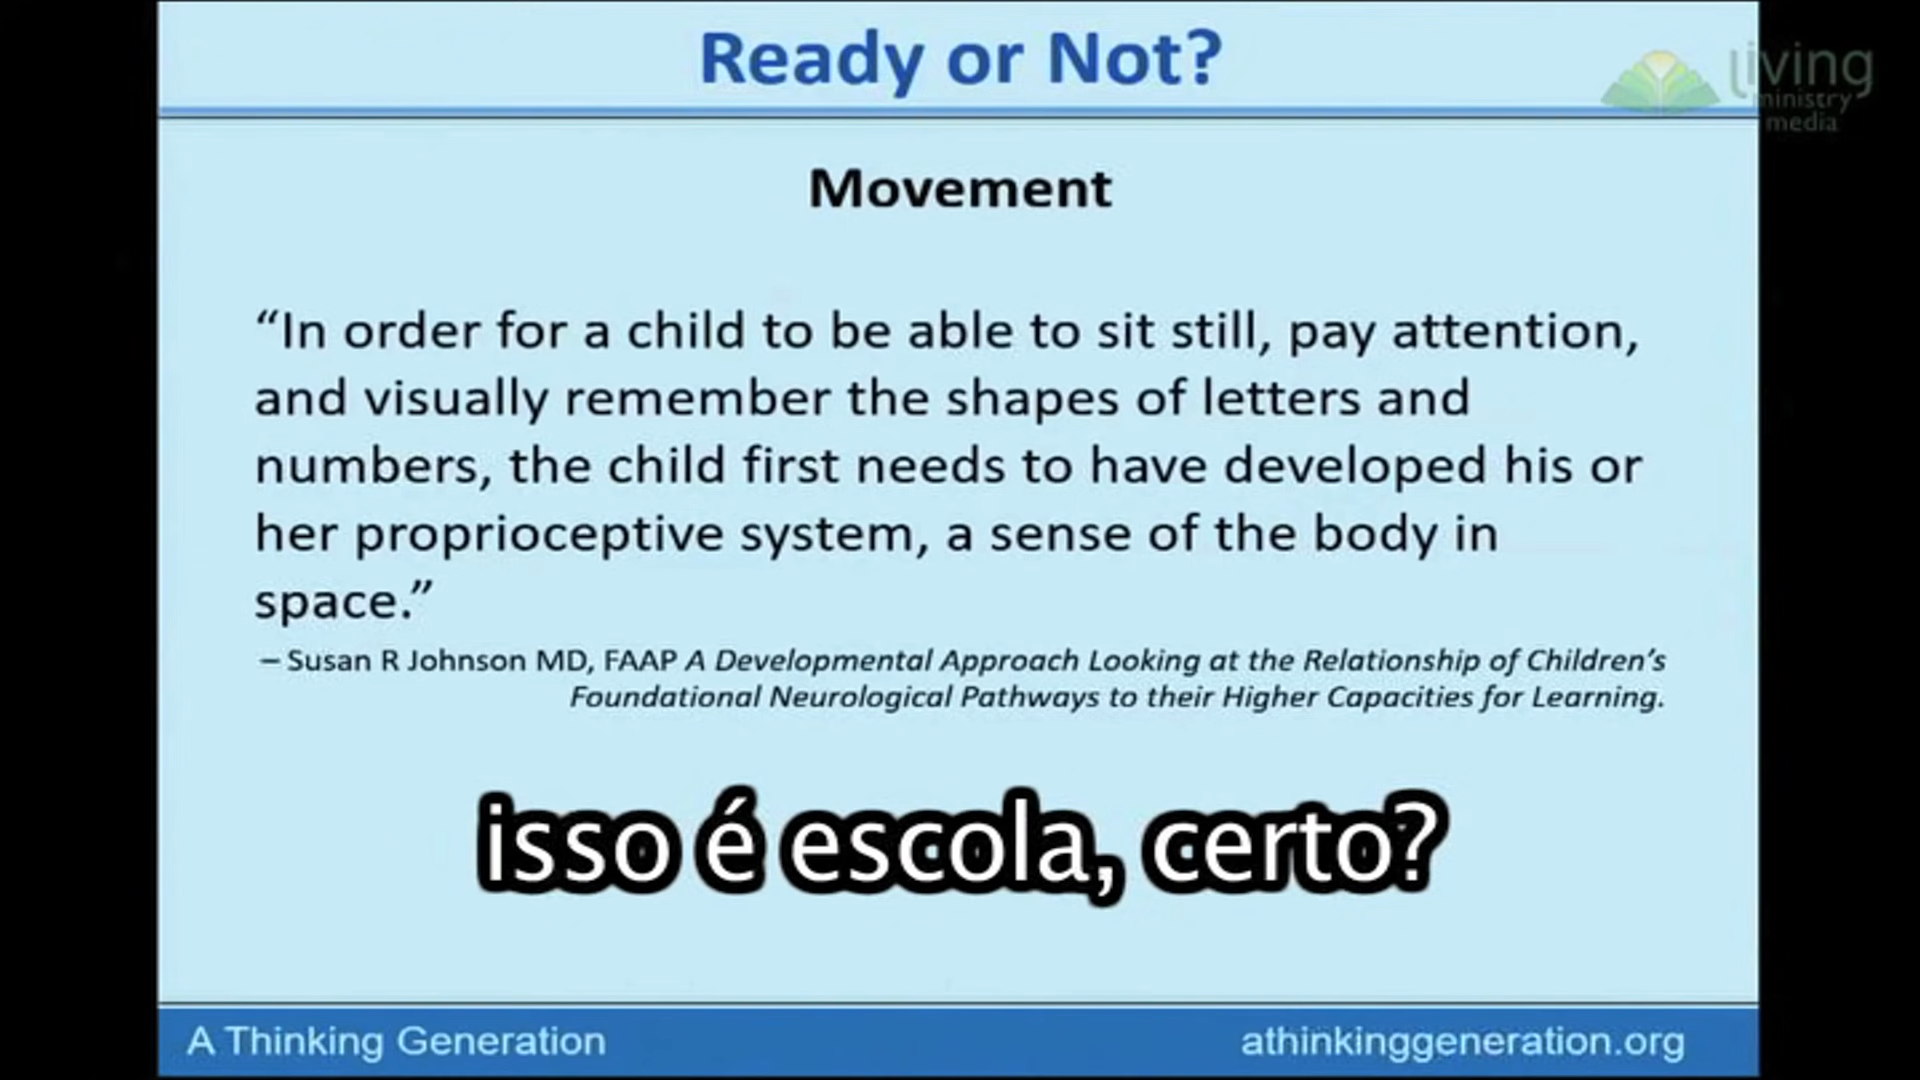 Ready or Not?
living
ministry
media
Movement
“In order for a child to be able to sit still, pay attention,
and visually remember the shapes of letters and
numbers, the child first needs to have developed his or
her proprioceptive system, a sense of the body in
space.”
– Susan R Johnson MD, FAAP A Developmental Approach Looking at the Relationship of Children’s
Foundational Neurological Pathways to their Higher Capacities for Learning.
isso é escola, certo?
A Thinking Generation
athinkinggeneration.org